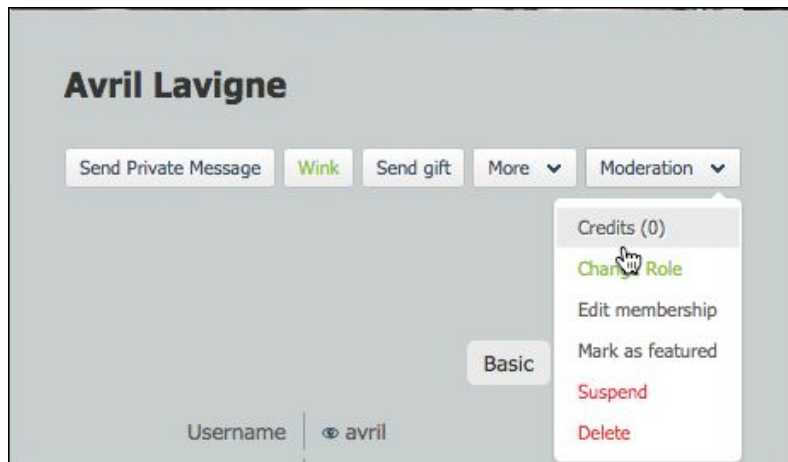 Avril Lavigne
Send Private Message Wink Send gift More Moderation
Credits (0)
Change Role
Edit membership
Mark as featured
Suspend
Delete
Basic
Username avril